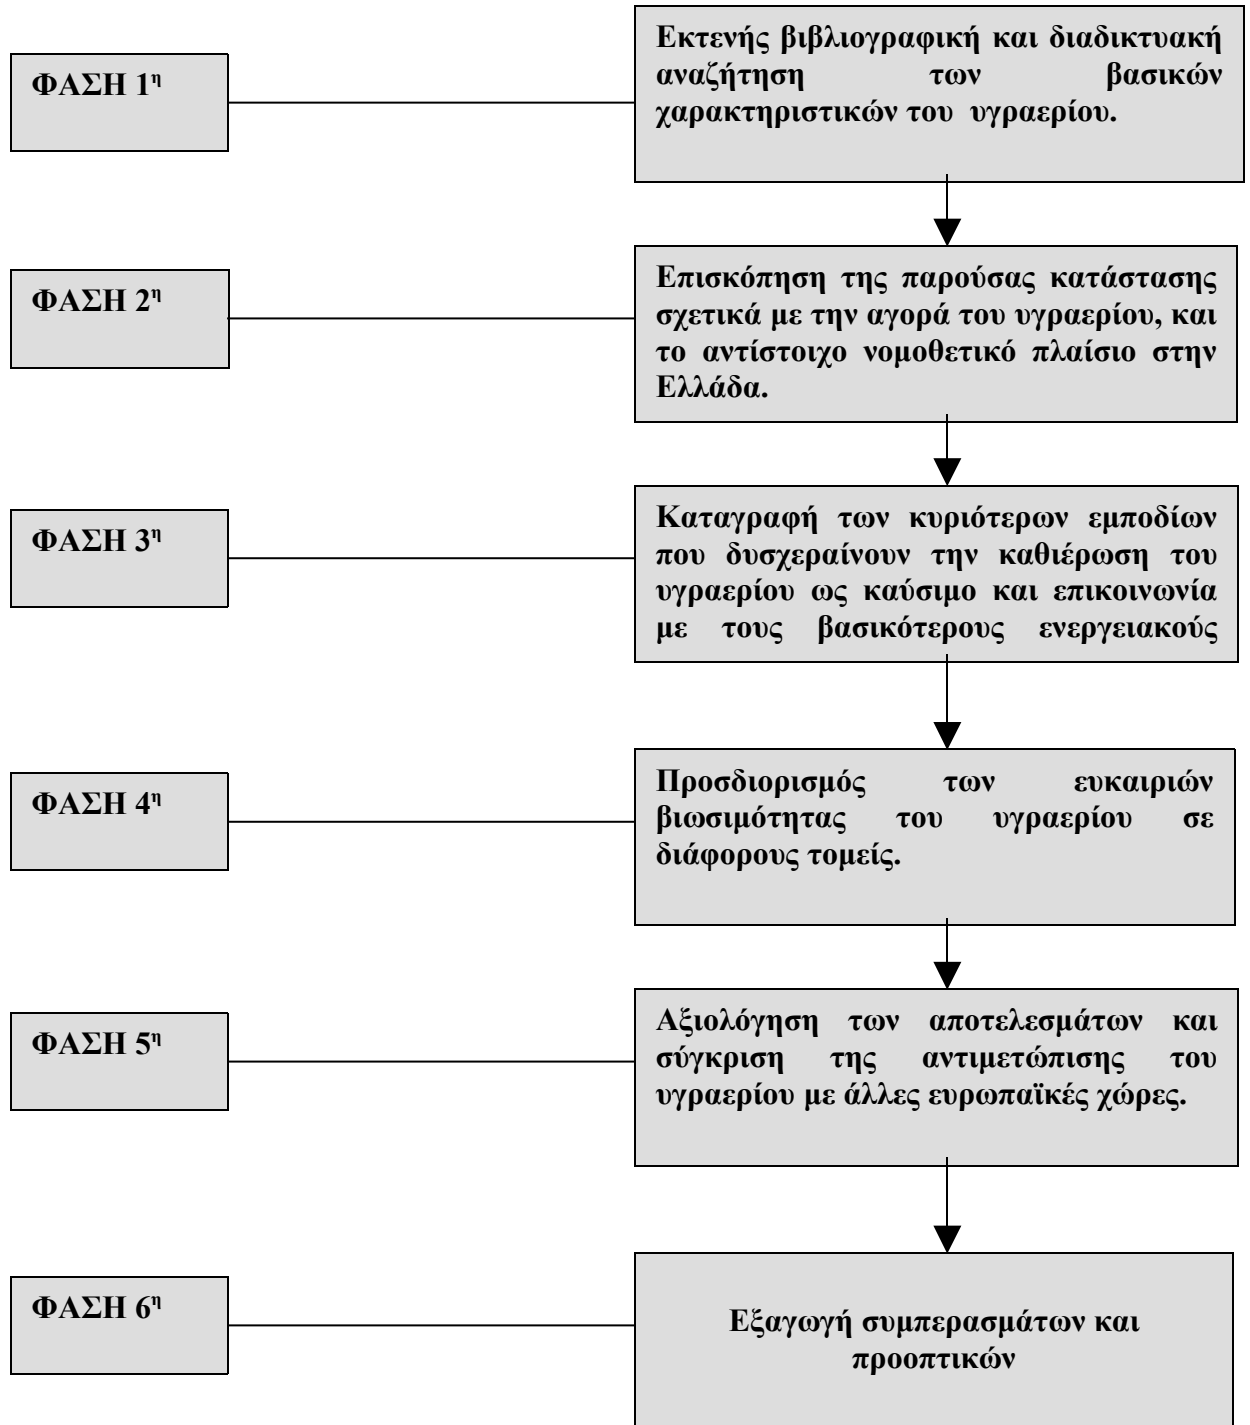 ΦΑΣΗ 1η
Εκτενής βιβλιογραφική και διαδικτυακή
αναζήτηση των βασικών
χαρακτηριστικών του υγραερίου.
ΦΑΣΗ 2η
Επισκόπηση της παρούσας κατάστασης
σχετικά με την αγορά του υγραερίου, και
το αντίστοιχο νομοθετικό πλαίσιο στην
Ελλάδα.
ΦΑΣΗ 3η
Καταγραφή των κυριότερων εμποδίων
που δυσχεραίνουν την καθιέρωση του
υγραερίου ως καύσιμο και επικοινωνία
με τους βασικότερους ενεργειακούς
ΦΑΣΗ 4η
Προσδιορισμός των ευκαιριών
βιωσιμότητας του υγραερίου σε
διάφορους τομείς.
ΦΑΣΗ 5η
Αξιολόγηση των αποτελεσμάτων και
σύγκριση της αντιμετώπισης του
υγραερίου με άλλες ευρωπαϊκές χώρες.
ΦΑΣΗ 6η
Εξαγωγή συμπερασμάτων και
προοπτικών